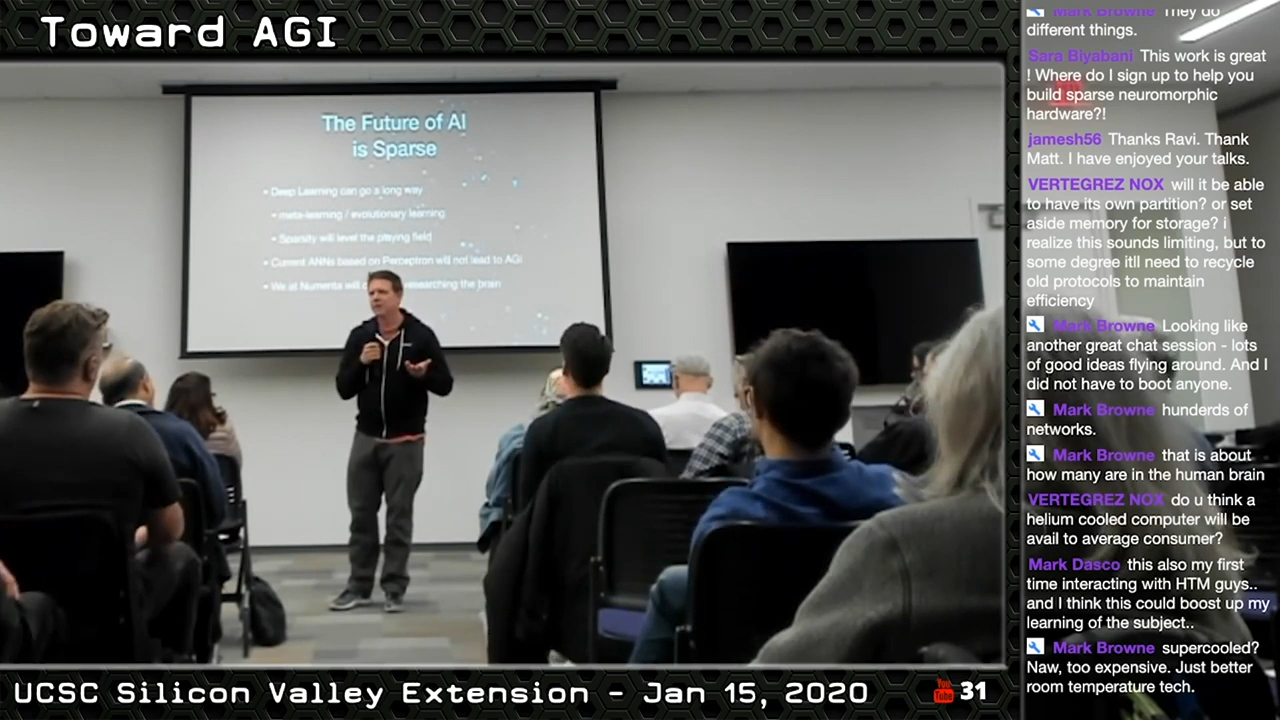 Toward AGI
The Future of AI
is Sparse
• Deep Learning can go a long way
• meta-learning / evolutionary learning
• Sparsity will level the playing field
• Current ANNs based on Perceptron will not lead to AGI
• We at Numenta will researching the brain
UCSC Silicon Valley Extension - Jan 15, 2020
You
Tube
31
Mark Browne They do
different things.
Sara Biyabani This work is great
! Where do I sign up to help you
build sparse neuromorphic
hardware?!
jamesh56 Thanks Ravi. Thank
Matt. I have enjoyed your talks.
VERTEGREZ NOX will it be able
to have its own partition? or set
aside memory for storage? i
realize this sounds limiting, but to
some degree itll need to recycle
old protocols to maintain
efficiency
Mark Browne Looking like
another great chat session - lots
of good ideas flying around. And I
did not have to boot anyone.
Mark Browne hunderds of
networks.
Mark Browne that is about
how many are in the human brain
VERTEGREZ NOX do u think a
helium cooled computer will be
avail to average consumer?
Mark Dasco this also my first
time interacting with HTM guys..
and I think this could boost up my
learning of the subject..
Mark Browne supercooled?
Naw, too expensive. Just better
room temperature tech.